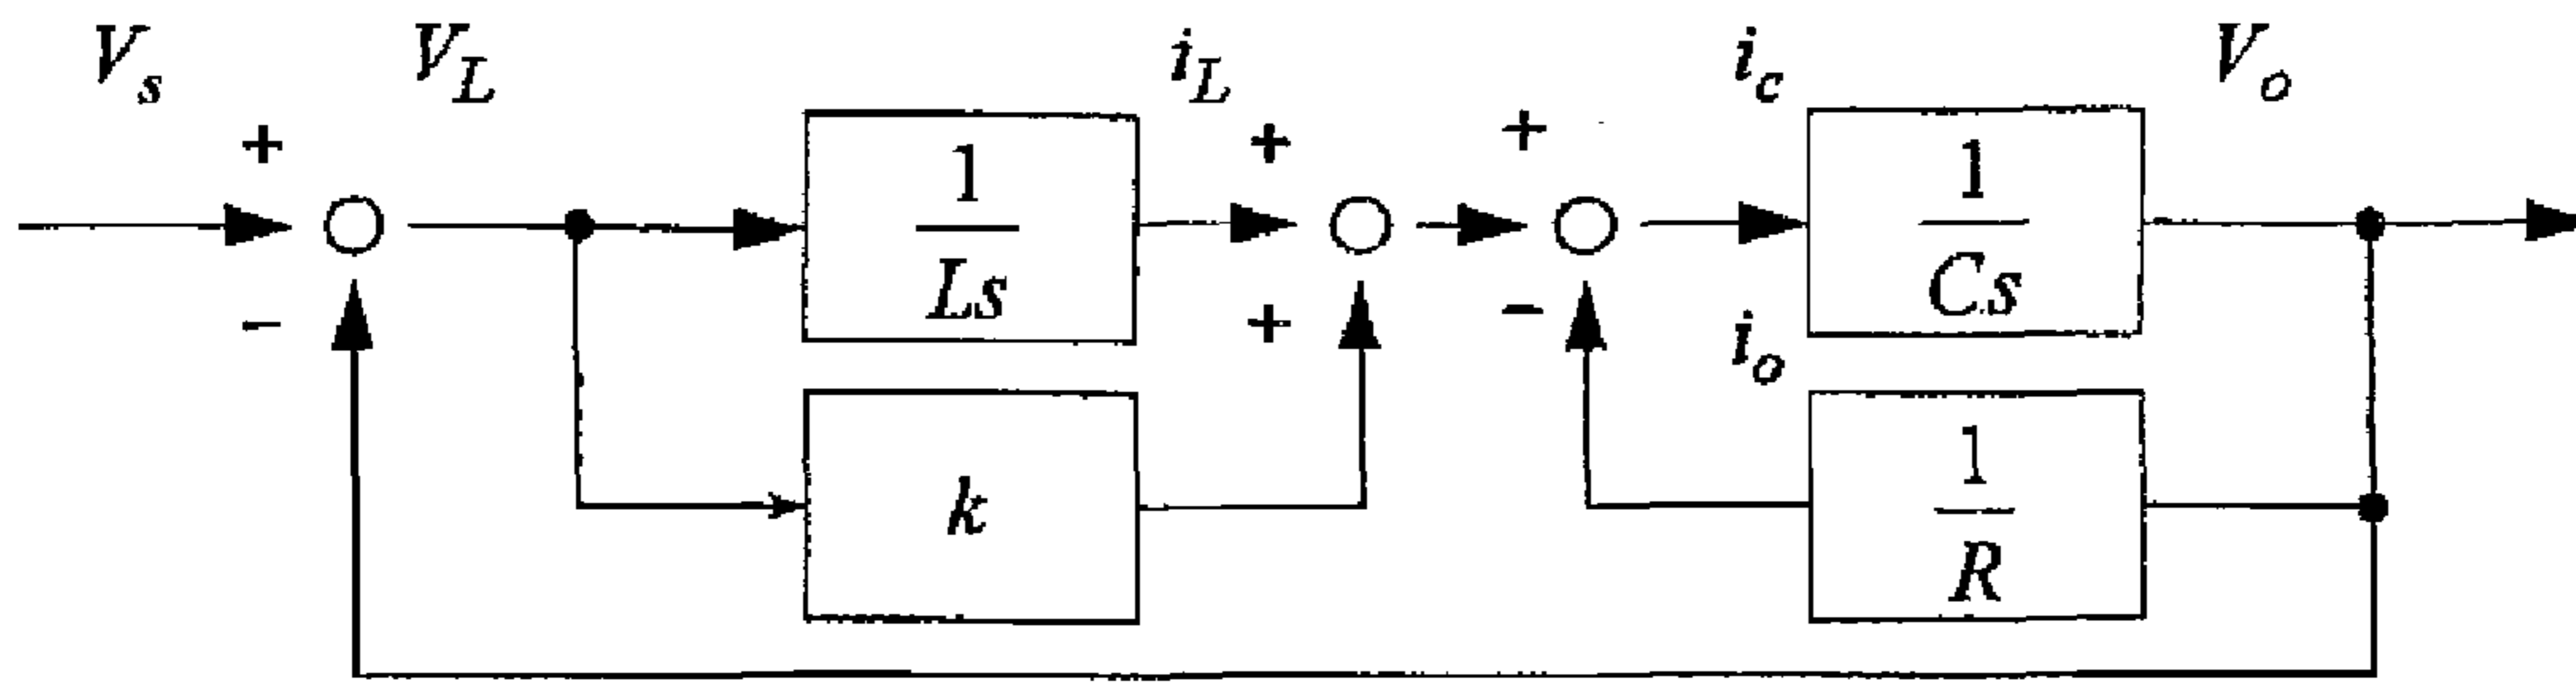 V_s V_L i_L i_c V_o
+ + +
1/Ls 1/Cs
− + − i_o
k 1/R